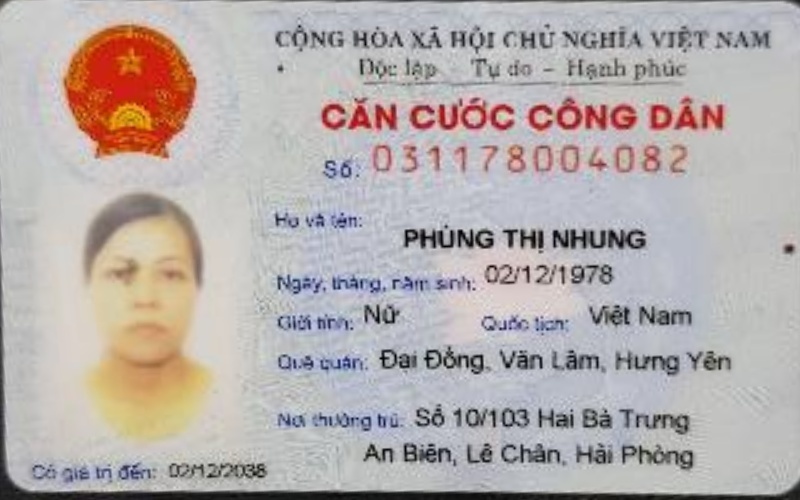 CỘNG HÒA XÃ HỘI CHỦ NGHĨA VIỆT NAM
Độc lập Tự do - Hạnh phúc
CĂN CƯỚC CÔNG DÂN
Số: 031178004082
Họ và tên:
PHÙNG THỊ NHUNG
Ngày, tháng, năm sinh: 02/12/1978
Giới tính: Nữ Quốc tịch: Việt Nam
Quê quán: Đại Đồng, Văn Lâm, Hưng Yên
Nơi thường trú: Số 10/103 Hai Bà Trưng
An Biên, Lê Chân, Hải Phòng
Có giá trị đến: 02/12/2038